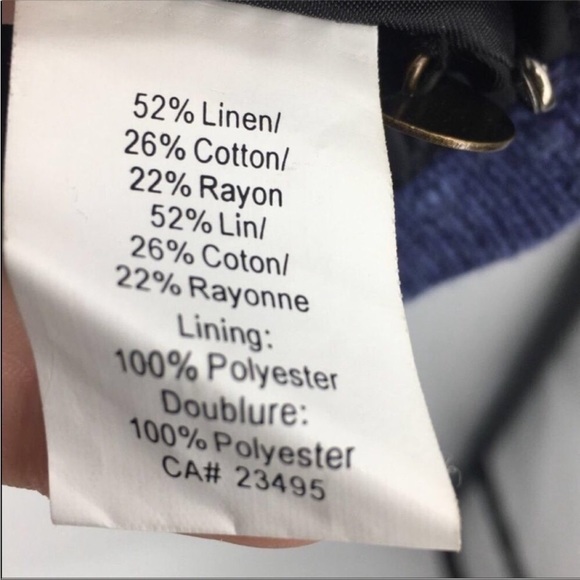 52% Linen/
26% Cotton/
22% Rayon
52% Lin/
26% Coton/
22% Rayonne
Lining:
100% Polyester
Doublure:
100% Polyester
CA# 23495